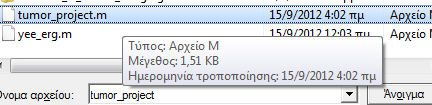 tumor_project.m 15/9/2012 4:02 πμ Αρχείο M
yee_erg.m 15/9/2012 12:03 πμ Αρχείο M
Τύπος: Αρχείο M
Μέγεθος: 1,51 KB
Ημερομηνία τροποποίησης: 15/9/2012 4:02 πμ
Όνομα αρχείου: tumor_project Άνοιγμα